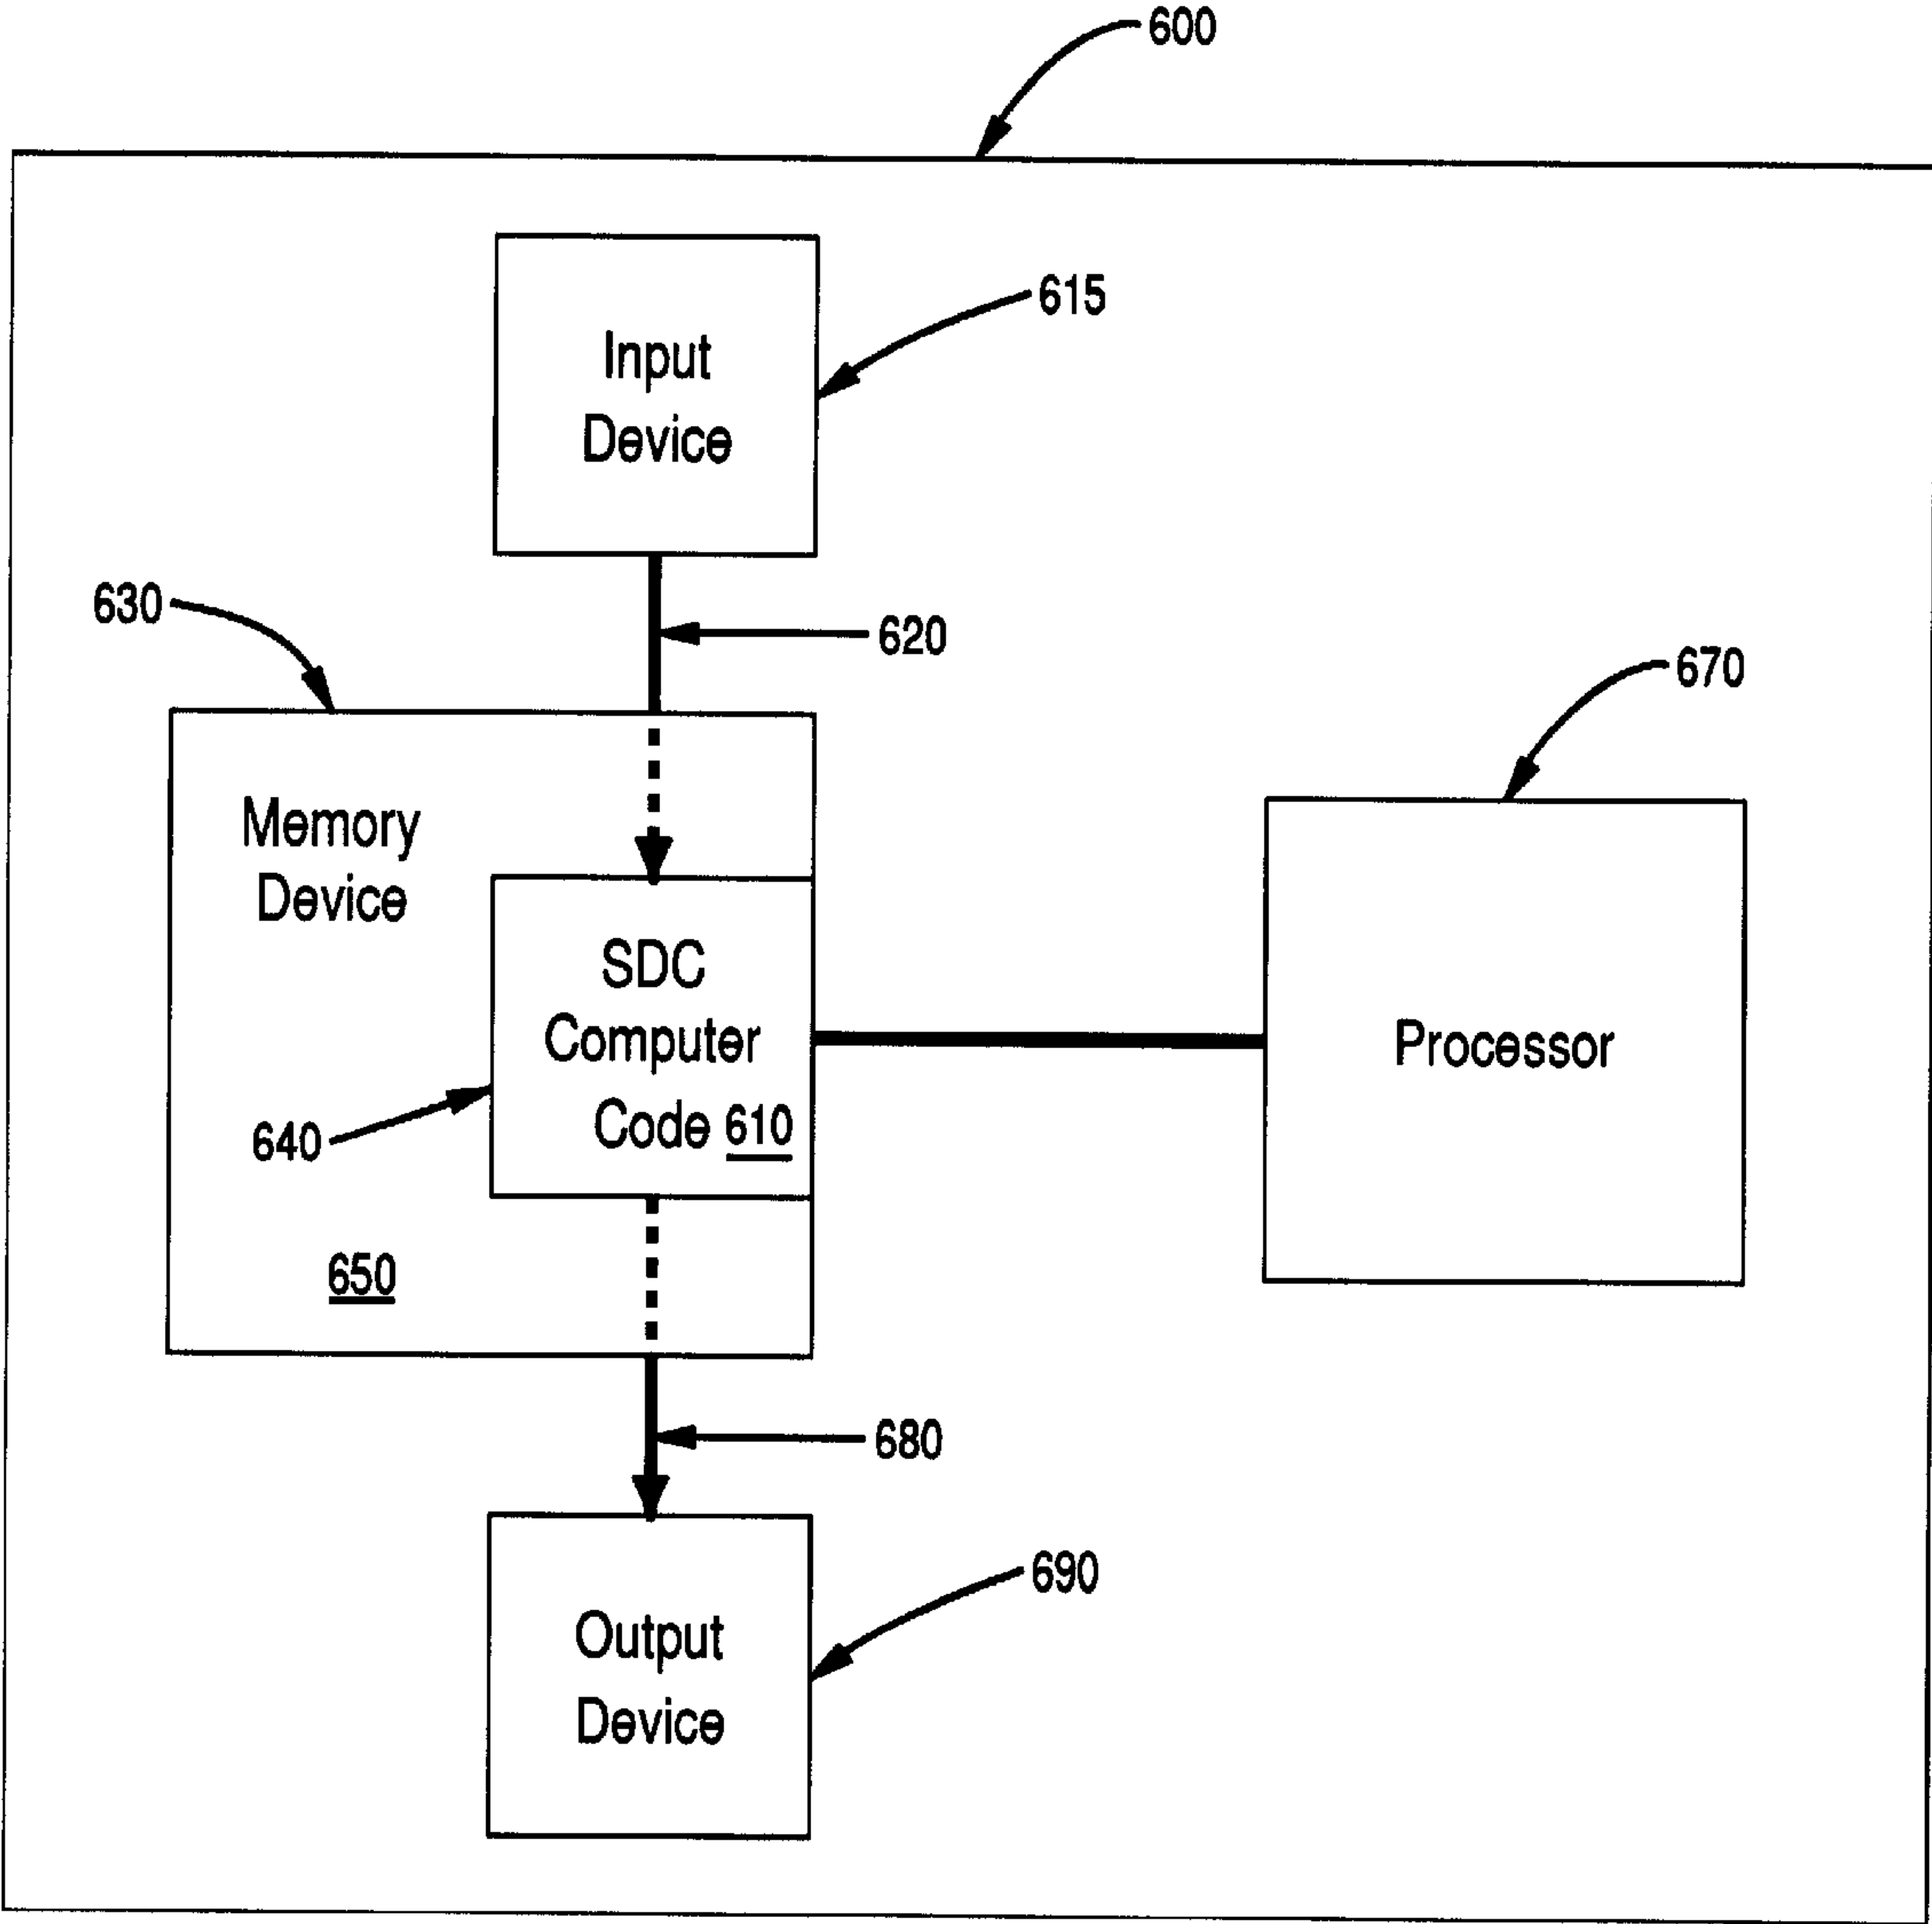 600
Input
Device
615
630
620
670
Memory
Device
SDC
Computer
Code 610
Processor
640
650
680
Output
Device
690